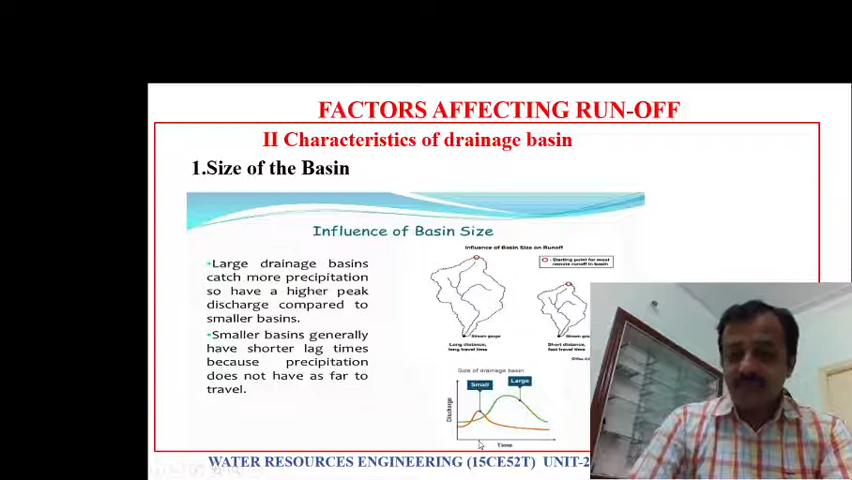 FACTORS AFFECTING RUN-OFF
II Characteristics of drainage basin
1.Size of the Basin
Influence of Basin Size
•Large drainage basins
catch more precipitation
so have a higher peak
discharge compared to
smaller basins.
•Smaller basins generally
have shorter lag times
because precipitation
does not have as far to
travel.
Influence of Basin Size on Runoff
- Starting point for most
remote runoff in basin
Stream gauge
Long distance,
long travel time
Stream
Short distance,
fast travel time
Size of drainage basin
Small
Large
Discharge
Time
WATER RESOURCES ENGINEERING (15CE52T) UNIT-2